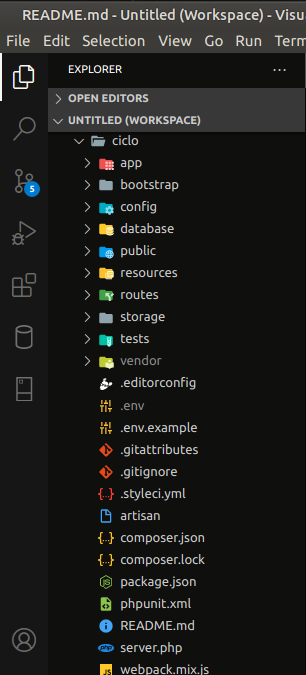 README.md - Untitled (Workspace) - Visu
File Edit Selection View Go Run Term
EXPLORER
OPEN EDITORS
UNTITLED (WORKSPACE)
ciclo
app
bootstrap
config
database
public
resources
routes
storage
tests
vendor
.editorconfig
.env
.env.example
.gitattributes
.gitignore
.styleci.yml
artisan
composer.json
composer.lock
package.json
phpunit.xml
README.md
server.php
webpack.mix.js
5